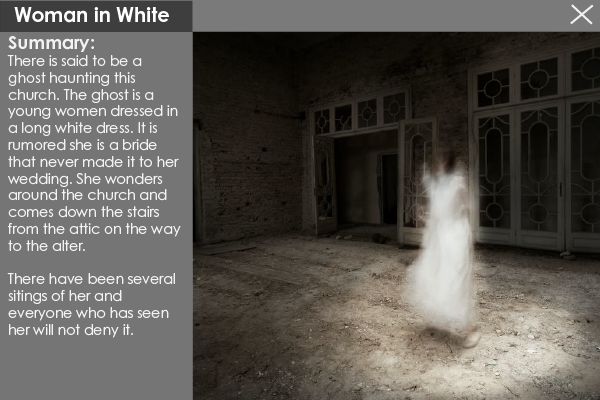 Woman in White
Summary:
There is said to be a
ghost haunting this
church. The ghost is a
young women dressed in
a long white dress. It is
rumored she is a bride
that never made it to her
wedding. She wonders
around the church and
comes down the stairs
from the attic on the way
to the alter.
There have been several
sitings of her and
everyone who has seen
her will not deny it.